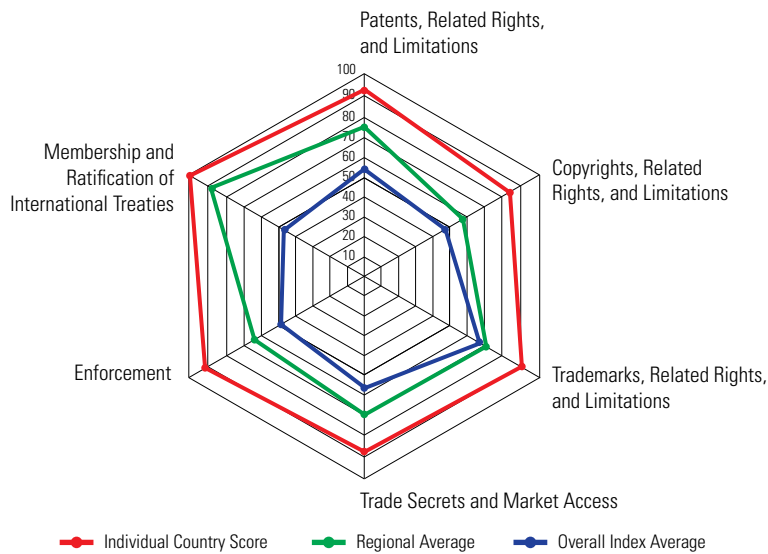 Patents, Related Rights,
and Limitations
100
90
80
70
60
50
40
30
20
10
Membership and
Ratification of
International Treaties
Copyrights, Related
Rights, and Limitations
Enforcement
Trademarks, Related Rights,
and Limitations
Trade Secrets and Market Access
Individual Country Score
Regional Average
Overall Index Average